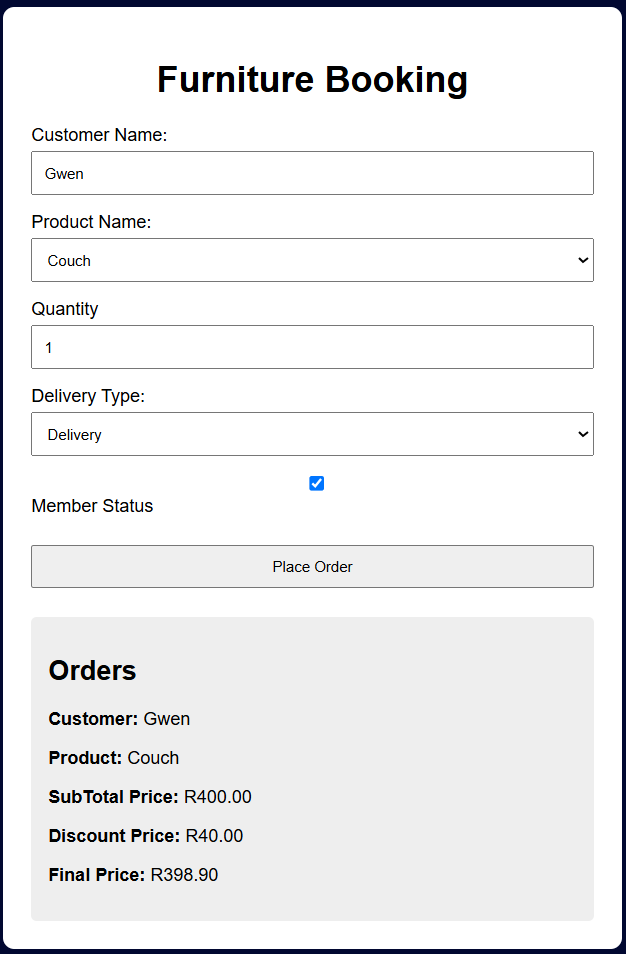 Furniture Booking
Customer Name:
Gwen
Product Name:
Couch
Quantity
1
Delivery Type:
Delivery
Member Status
Place Order
Orders
Customer: Gwen
Product: Couch
SubTotal Price: R400.00
Discount Price: R40.00
Final Price: R398.90